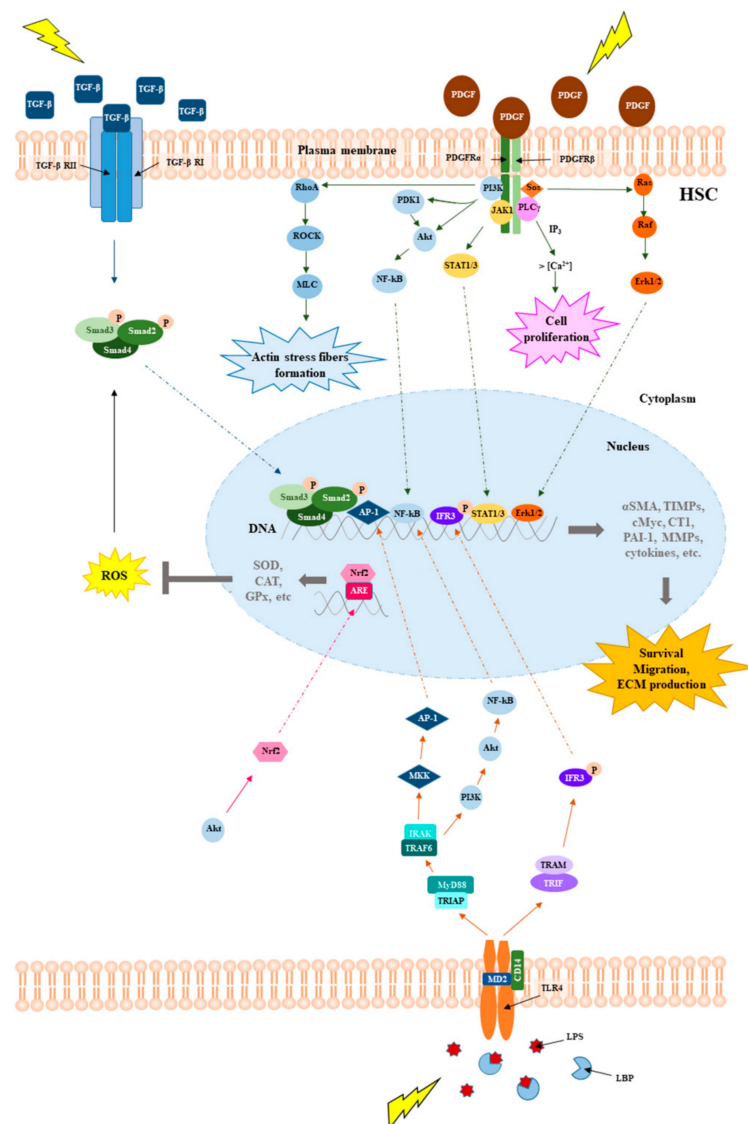 TGF-β
TGF-β
TGF-β
TGF-β
TGF-β
PDGF
PDGF
PDGF
PDGF
Plasma membrane
TGF-β RII
TGF-β RI
PDGFRα
PDGFRβ
HSC
RhoA
PDK1
PI3K
Sos
Ras
JAK1
PLCγ
Raf
ROCK
Akt
IP3
NF-kB
STAT1/3
> [Ca2+]
Erk1/2
MLC
P
Smad3
Smad2
P
Smad4
Actin stress fibers
formation
Cell
proliferation
Cytoplasm
Nucleus
P
Smad3
Smad2
P
Smad4
AP-1
NF-kB
IFR3
P
STAT1/3
Erk1/2
DNA
αSMA, TIMPs,
cMyc, CT1,
PAI-1, MMPs,
cytokines, etc.
ROS
SOD,
CAT,
GPx, etc
Nrf2
ARE
Survival
Migration,
ECM production
NF-kB
AP-1
Nrf2
Akt
MKK
IFR3
P
PI3K
Akt
IRAK
TRAF6
TRAM
TRIF
MyD88
TRIAP
MD2
CD14
TLR4
LPS
LBP